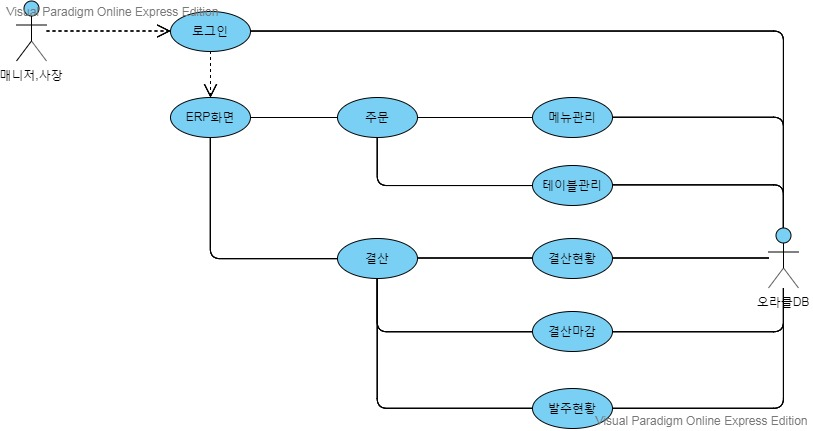 Visual Paradigm Online Express Edition
로그인
매니저,사장
ERP화면
주문
메뉴관리
테이블관리
결산
결산현황
오라클DB
결산마감
발주현황
Visual Paradigm Online Express Edition